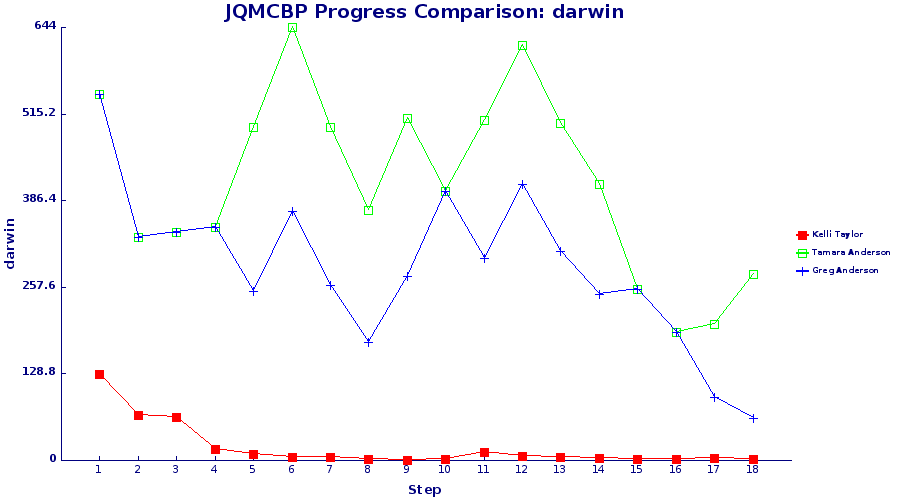 JQMCBP Progress Comparison: darwin
644
515.2
386.4
257.6
128.8
0
darwin
1 2 3 4 5 6 7 8 9 10 11 12 13 14 15 16 17 18
Step
Kelli Taylor
Tamara Anderson
Greg Anderson